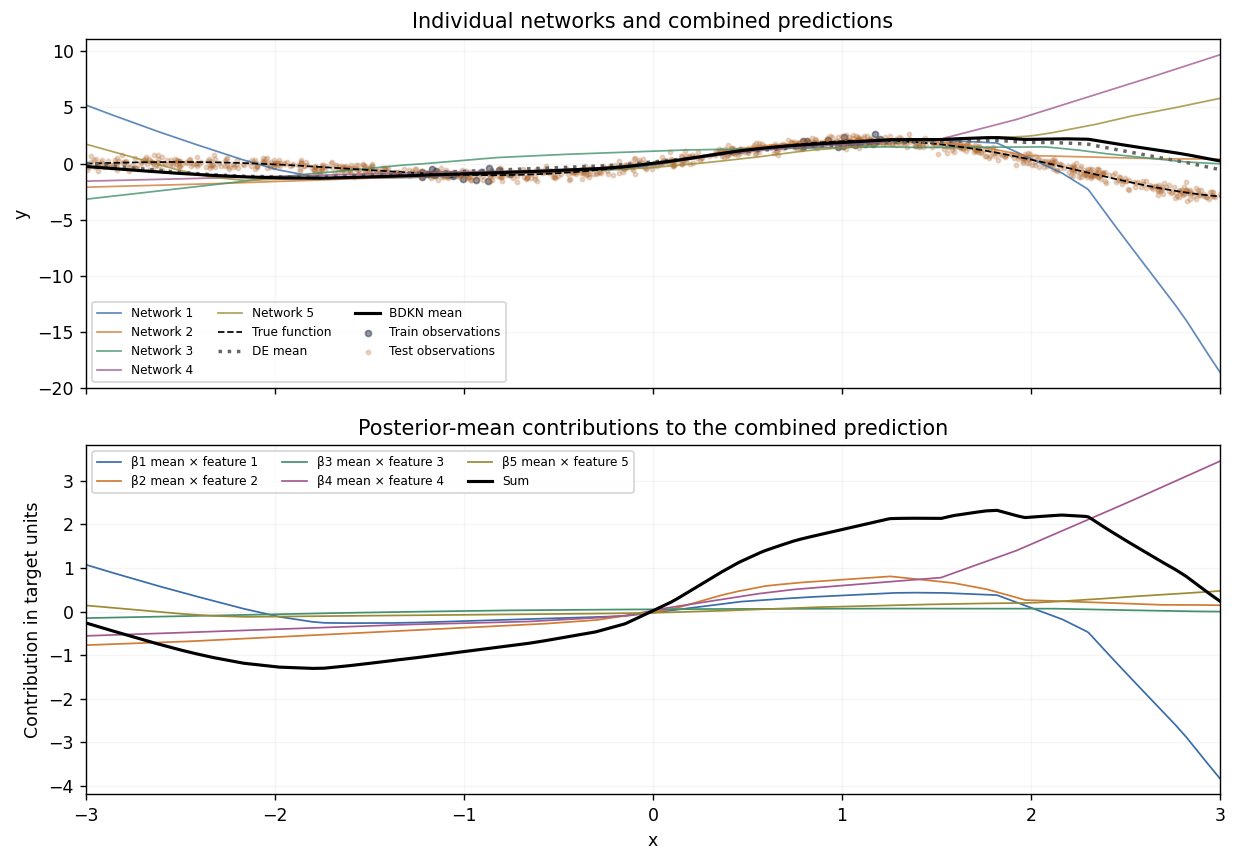 Individual networks and combined predictions
10
5
0
−5
−10
−15
−20
y
Network 1
Network 2
Network 3
Network 4
Network 5
True function
DE mean
BDKN mean
Train observations
Test observations
Posterior-mean contributions to the combined prediction
3
2
1
0
−1
−2
−3
−4
Contribution in target units
β1 mean × feature 1
β2 mean × feature 2
β3 mean × feature 3
β4 mean × feature 4
β5 mean × feature 5
Sum
−3
−2
−1
0
1
2
3
x